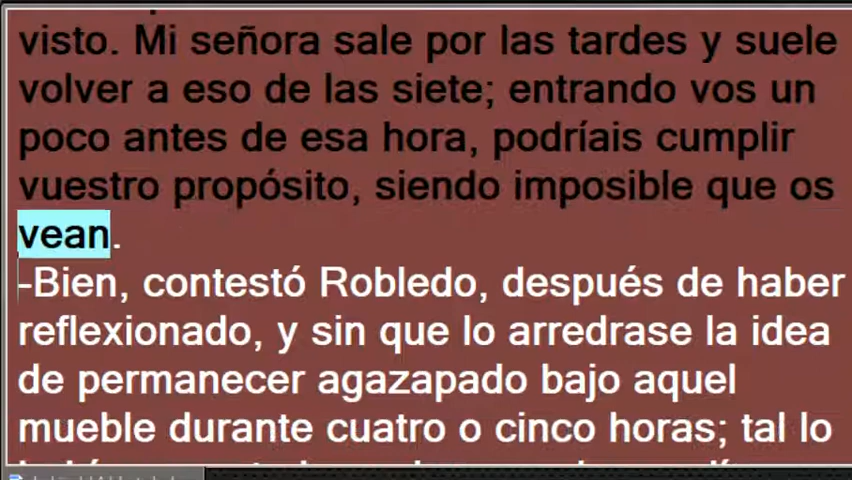 visto. Mi señora sale por las tardes y suele
volver a eso de las siete; entrando vos un
poco antes de esa hora, podríais cumplir
vuestro propósito, siendo imposible que os
vean.
-Bien, contestó Robledo, después de haber
reflexionado, y sin que lo arredrase la idea
de permanecer agazapado bajo aquel
mueble durante cuatro o cinco horas; tal lo